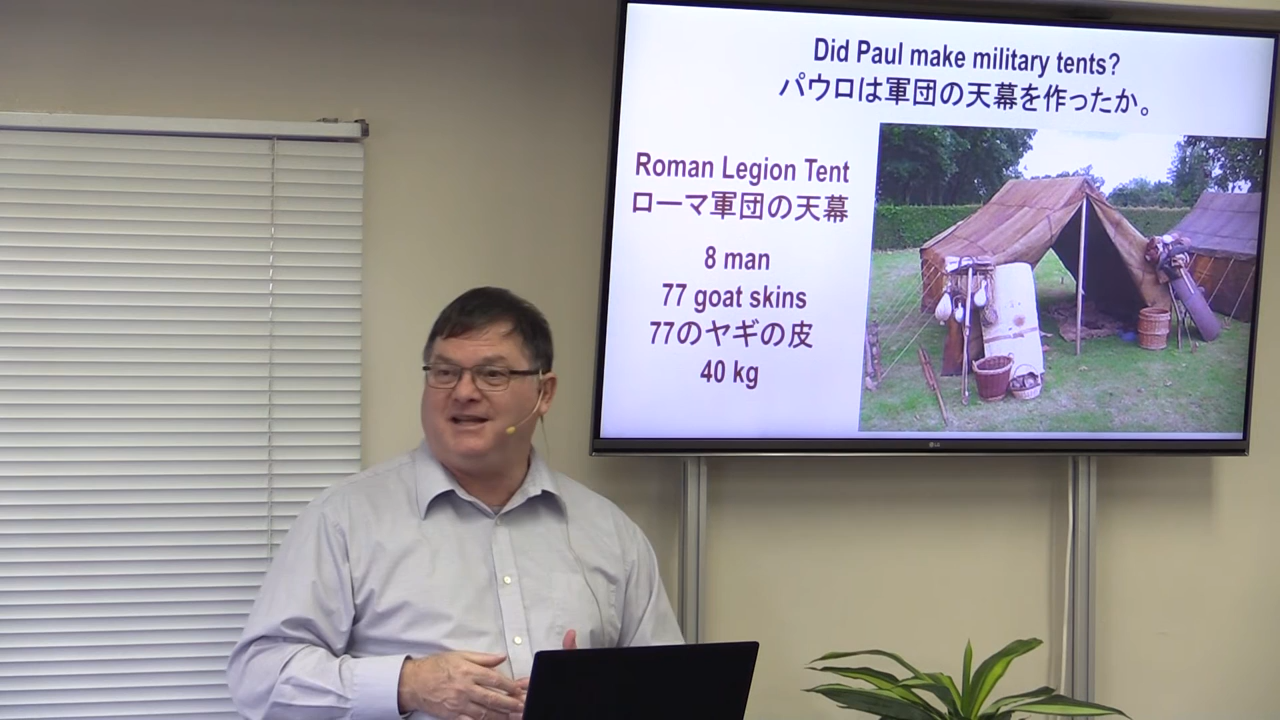 Did Paul make military tents?
パウロは軍団の天幕を作ったか。
Roman Legion Tent
ローマ軍団の天幕
8 man
77 goat skins
77のヤギの皮
40 kg
LG